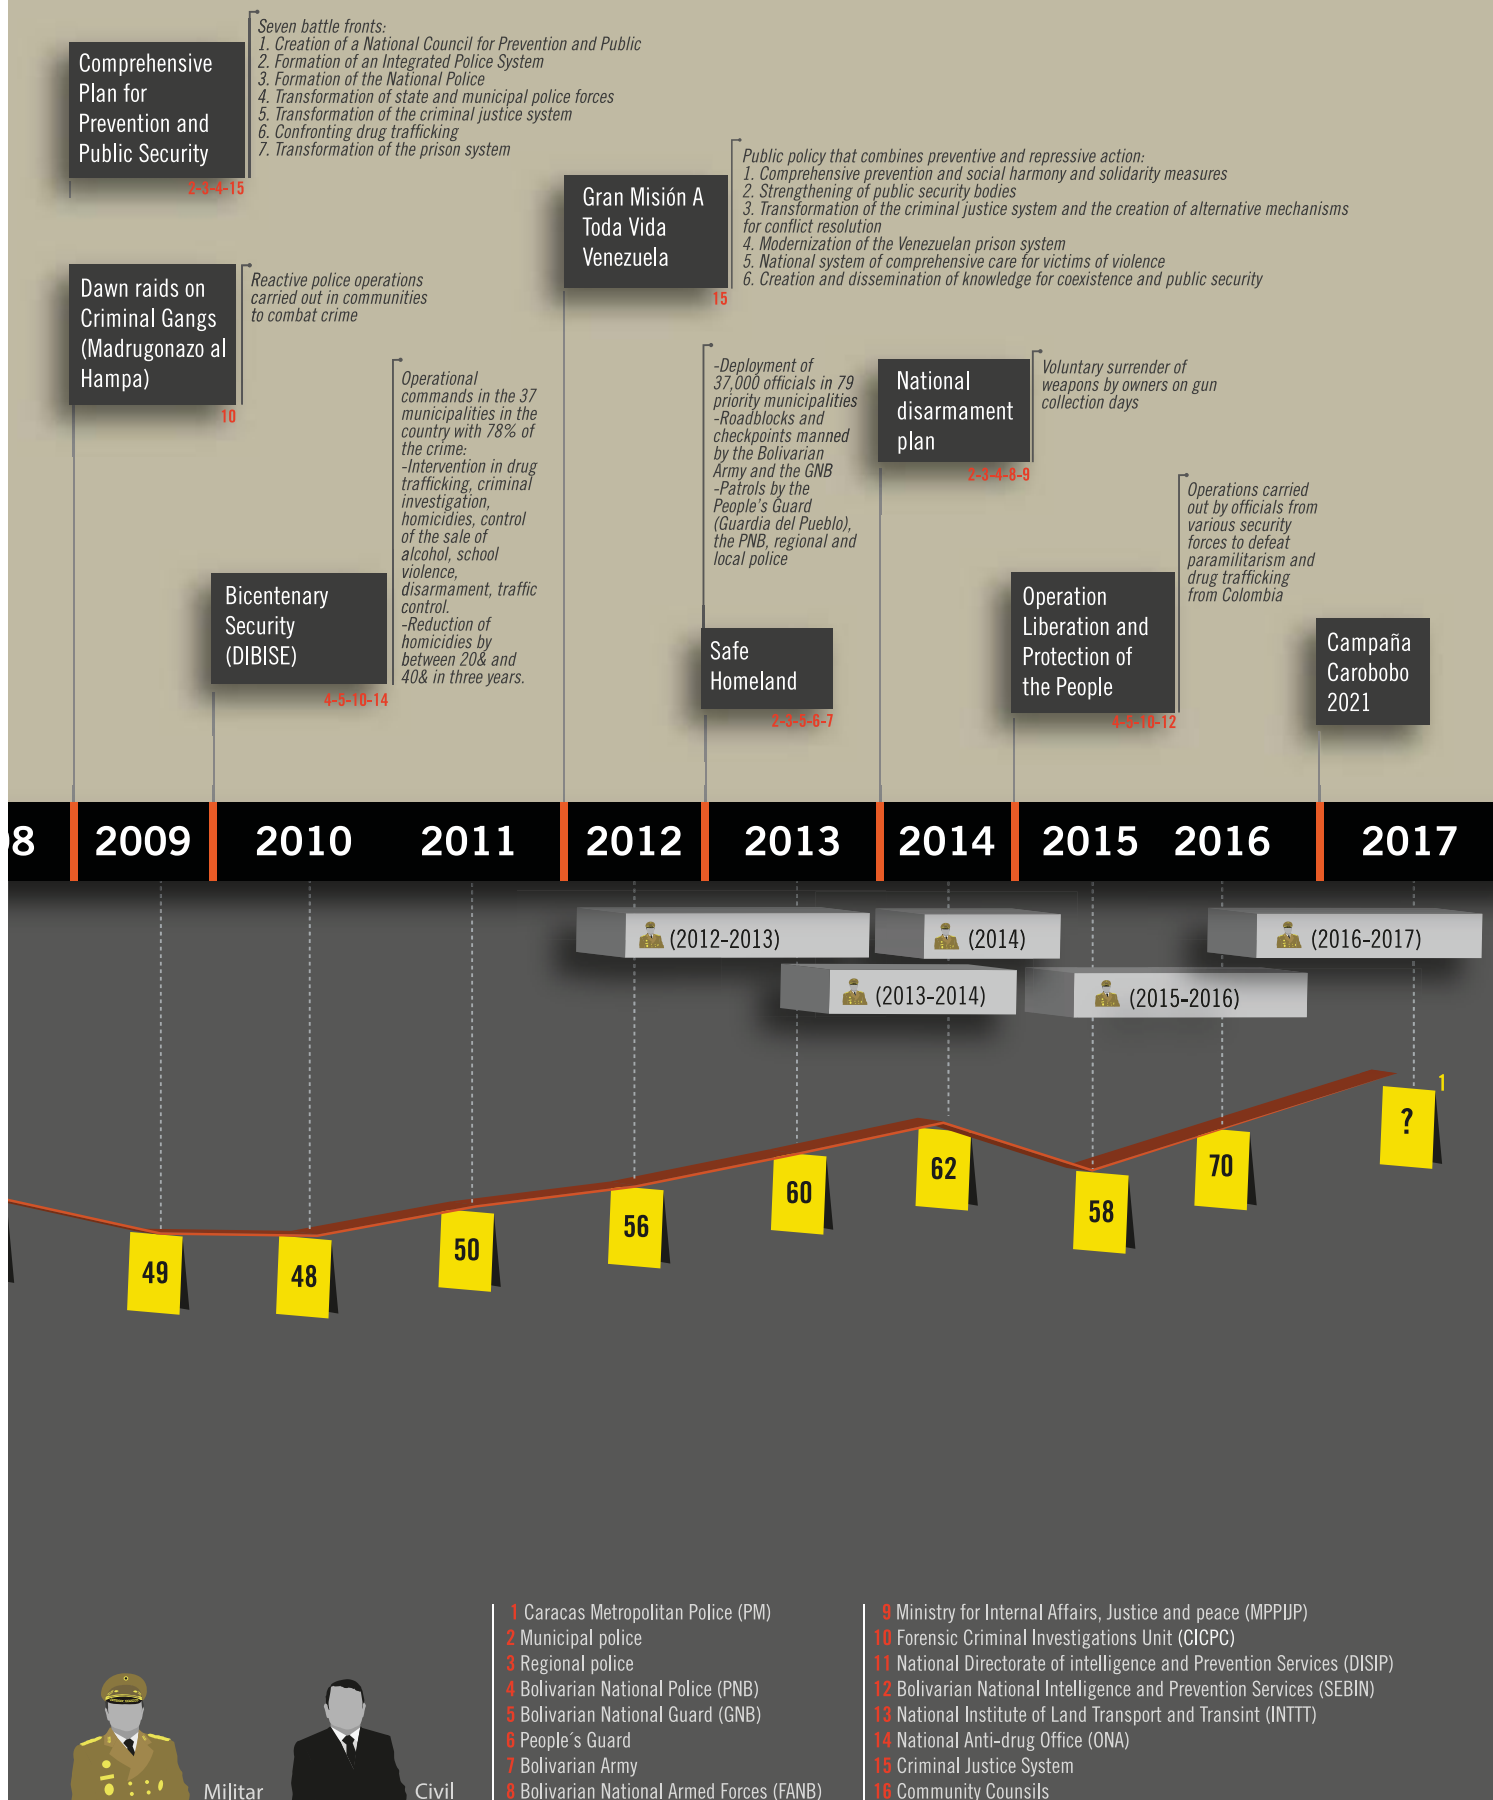 Comprehensive
Plan for
Prevention and
Public Security
2-3-4-15
Seven battle fronts:
1. Creation of a National Council for Prevention and Public
2. Formation of an Integrated Police System
3. Formation of the National Police
4. Transformation of state and municipal police forces
5. Transformation of the criminal justice system
6. Confronting drug trafficking
7. Transformation of the prison system
Gran Misión A
Toda Vida
Venezuela
15
Public policy that combines preventive and repressive action:
1. Comprehensive prevention and social harmony and solidarity measures
2. Strengthening of public security bodies
3. Transformation of the criminal justice system and the creation of alternative mechanisms
for conflict resolution
4. Modernization of the Venezuelan prison system
5. National system of comprehensive care for victims of violence
6. Creation and dissemination of knowledge for coexistence and public security
Dawn raids on
Criminal Gangs
(Madrugonazo al
Hampa)
10
Reactive police operations
carried out in communities
to combat crime
Operational
commands in the 37
municipalities in the
country with 78% of
the crime:
-Intervention in drug
trafficking, criminal
investigation,
homicidies, control
of the sale of
alcohol, school
violence,
disarmament, traffic
control.
-Reduction of
homicidies by
between 20& and
40& in three years.
Bicentenary
Security
(DIBISE)
4-5-10-14
-Deployment of
37,000 officials in 79
priority municipalities
-Roadblocks and
checkpoints manned
by the Bolivarian
Army and the GNB
-Patrols by the
People's Guard
(Guardia del Pueblo),
the PNB, regional and
local police
Safe
Homeland
2-3-5-6-7
National
disarmament
plan
2-3-4-8-9
Voluntary surrender of
weapons by owners on gun
collection days
Operations carried
out by officials from
various security
forces to defeat
paramilitarism and
drug trafficking
from Colombia
Operation
Liberation and
Protection of
the People
4-5-10-12
Campaña
Carobobo
2021
8 2009 2010 2011 2012 2013 2014 2015 2016 2017
(2012-2013) (2014) (2016-2017)
(2013-2014) (2015-2016)
49
48
50
56
60
62
58
70
?
1
Militar
Civil
1 Caracas Metropolitan Police (PM)
2 Municipal police
3 Regional police
4 Bolivarian National Police (PNB)
5 Bolivarian National Guard (GNB)
6 People´s Guard
7 Bolivarian Army
8 Bolivarian National Armed Forces (FANB)
9 Ministry for Internal Affairs, Justice and peace (MPPIJP)
10 Forensic Criminal Investigations Unit (CICPC)
11 National Directorate of intelligence and Prevention Services (DISIP)
12 Bolivarian National Intelligence and Prevention Services (SEBIN)
13 National Institute of Land Transport and Transint (INTTT)
14 National Anti-drug Office (ONA)
15 Criminal Justice System
16 Community Counsils